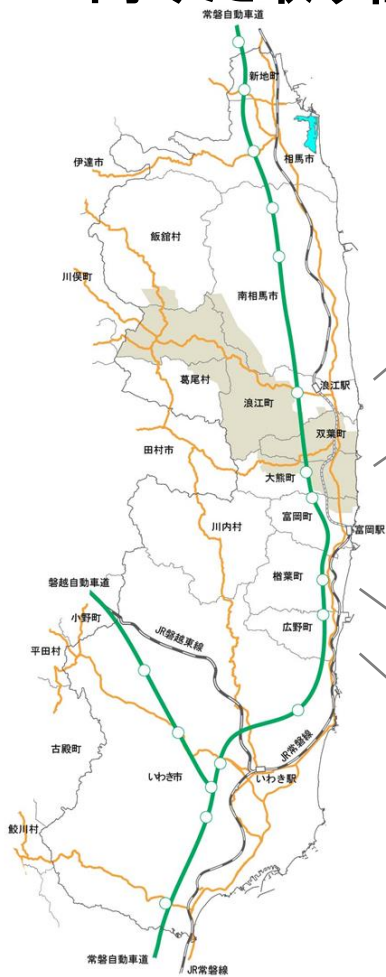 常磐自動車道
新地町
相馬市
伊達市
飯舘村
川俣町
南相馬市
葛尾村
浪江駅
浪江町
双葉町
田村市
大熊町
富岡町
富岡駅
川内村
楢葉町
磐越自動車道
小野町
広野町
平田村
JR磐越東線
古殿町
JR常磐線
いわき市
いわき駅
鮫川村
常磐自動車道
JR常磐線